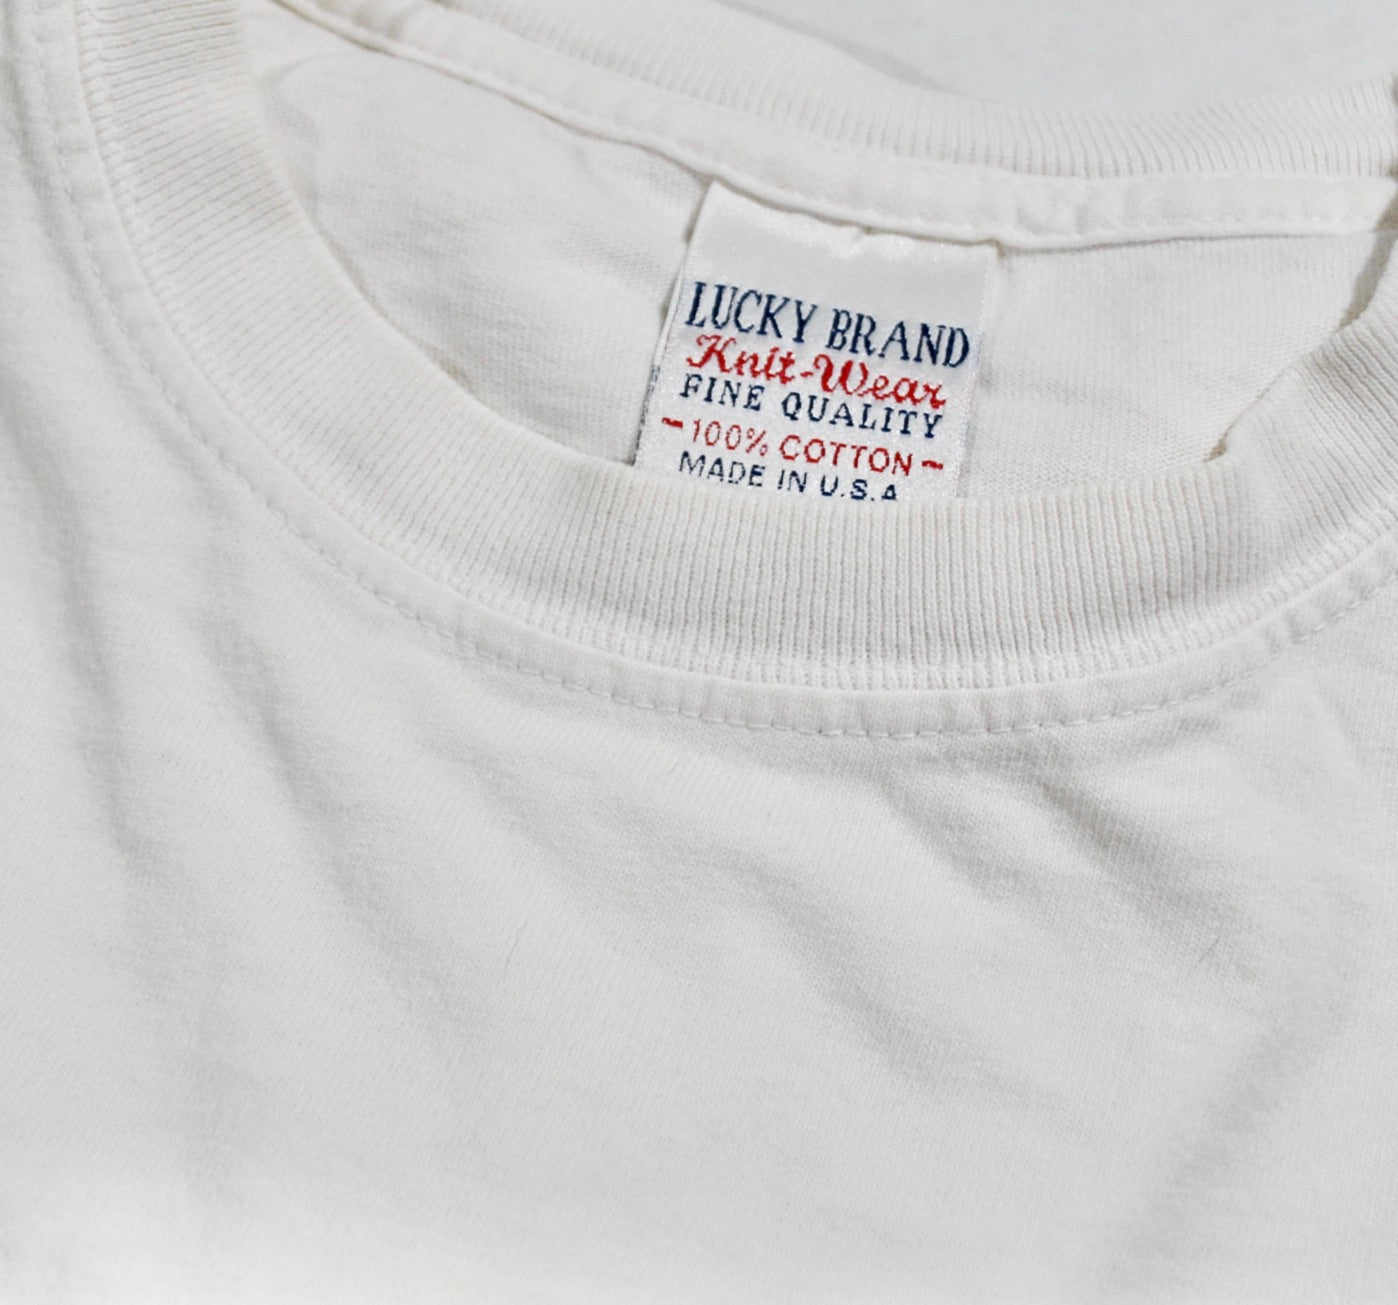 LUCKY BRAND
Knit-Wear
FINE QUALITY
-100% COTTON-
MADE IN U.S.A